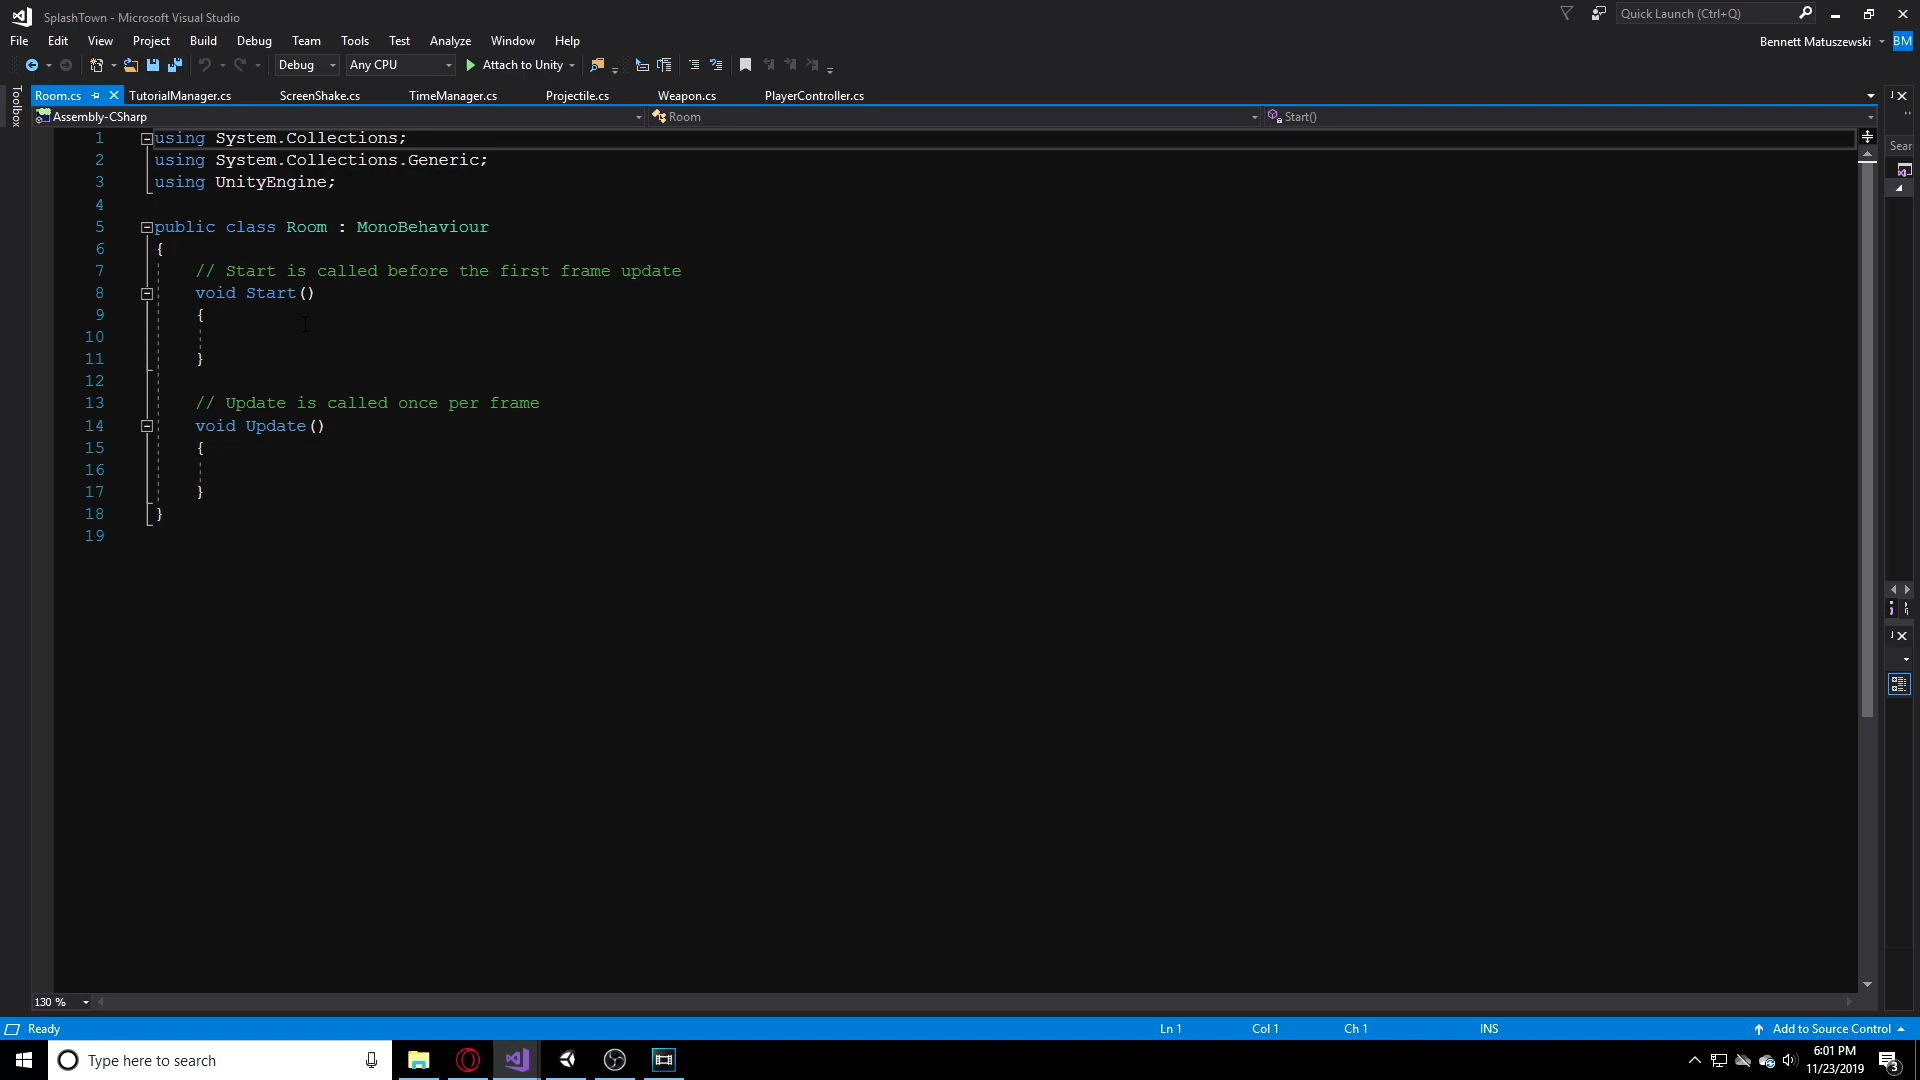 SplashTown - Microsoft Visual Studio
Quick Launch (Ctrl+Q)
File Edit View Project Build Debug Team Tools Test Analyze Window Help
Bennett Matuszewski BM
Debug Any CPU Attach to Unity
Toolbox
Room.cs TutorialManager.cs ScreenShake.cs TimeManager.cs Projectile.cs Weapon.cs PlayerController.cs
Assembly-CSharp Room Start()
Sear
1 using System.Collections;
2 using System.Collections.Generic;
3 using UnityEngine;
4
5 public class Room : MonoBehaviour
6 {
7 // Start is called before the first frame update
8 void Start()
9 {
10
11 }
12
13 // Update is called once per frame
14 void Update()
15 {
16
17 }
18 }
19
130 %
Ready Ln 1 Col 1 Ch 1 INS Add to Source Control
Type here to search
6:01 PM
11/23/2019
3